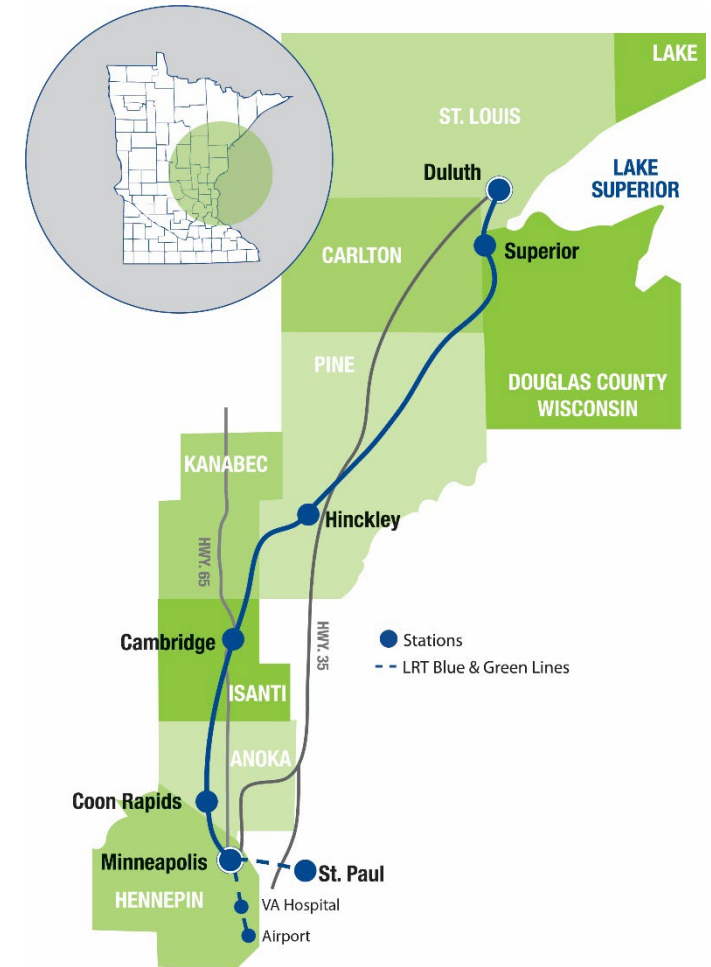 LAKE
ST. LOUIS
Duluth
LAKE
SUPERIOR
CARLTON
Superior
PINE
DOUGLAS COUNTY
WISCONSIN
KANABEC
Hinckley
HWY. 65
HWY. 35
Cambridge
Stations
LRT Blue & Green Lines
ISANTI
ANOKA
Coon Rapids
Minneapolis
St. Paul
HENNEPIN
VA Hospital
Airport